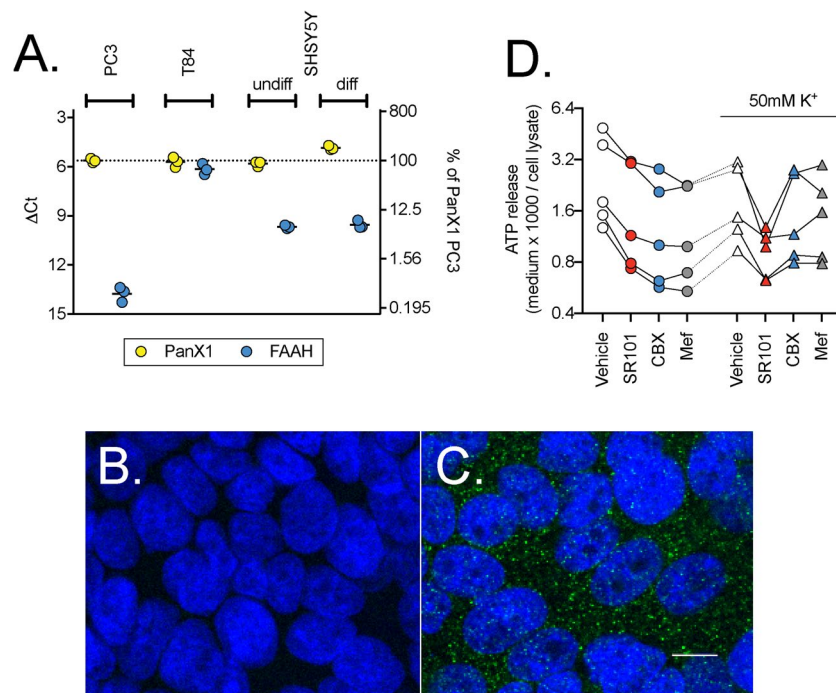 A.
PC3
T84
SHSY5Y
undiff
diff
3
6
9
12
15
ΔCt
800
100
12.5
1.56
0.195
% of PanX1 PC3
PanX1
FAAH
D.
50mM K+
6.4
3.2
1.6
0.8
0.4
ATP release
(medium x 1000 / cell lysate)
Vehicle
SR101
CBX
Mef
Vehicle
SR101
CBX
Mef
B.
C.